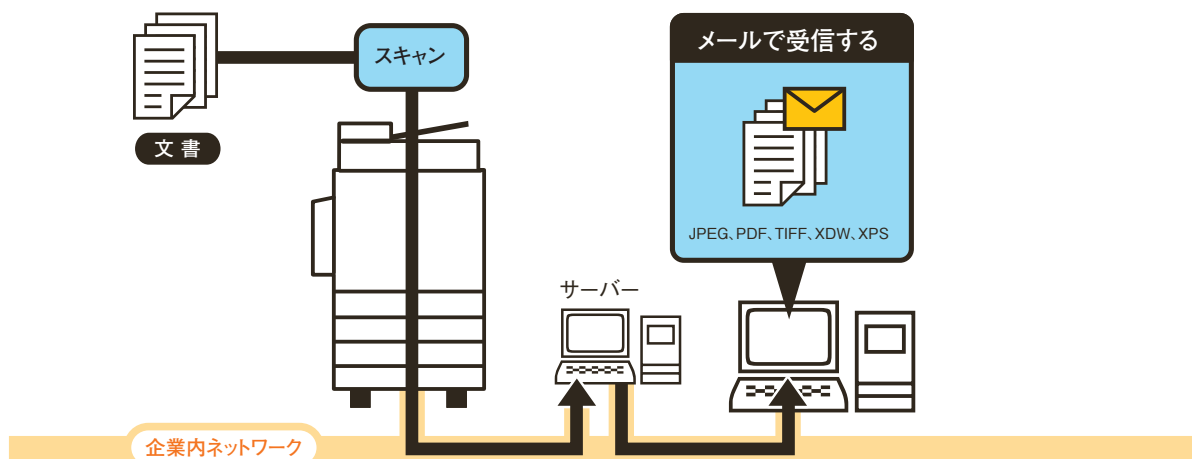 スキャン
メールで受信する
文書
JPEG、PDF、TIFF、XDW、XPS
サーバー
企業内ネットワーク